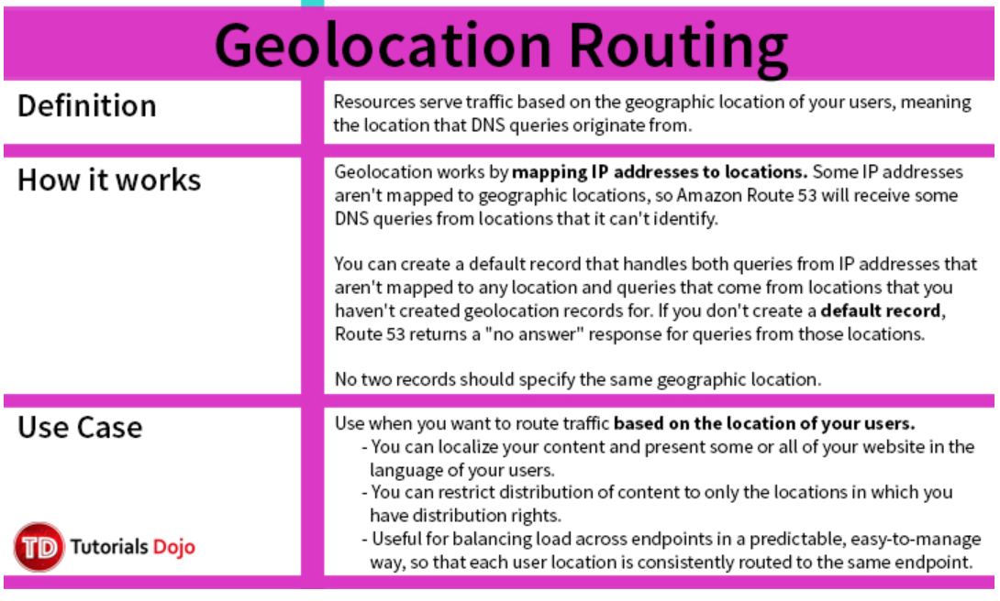 Geolocation Routing
Definition
Resources serve traffic based on the geographic location of your users, meaning
the location that DNS queries originate from.
How it works
Geolocation works by mapping IP addresses to locations. Some IP addresses
aren't mapped to geographic locations, so Amazon Route 53 will receive some
DNS queries from locations that it can't identify.
You can create a default record that handles both queries from IP addresses that
aren't mapped to any location and queries that come from locations that you
haven't created geolocation records for. If you don't create a default record,
Route 53 returns a "no answer" response for queries from those locations.
No two records should specify the same geographic location.
Use Case
Use when you want to route traffic based on the location of your users.
- You can localize your content and present some or all of your website in the
language of your users.
- You can restrict distribution of content to only the locations in which you
have distribution rights.
- Useful for balancing load across endpoints in a predictable, easy-to-manage
way, so that each user location is consistently routed to the same endpoint.
TD Tutorials Dojo